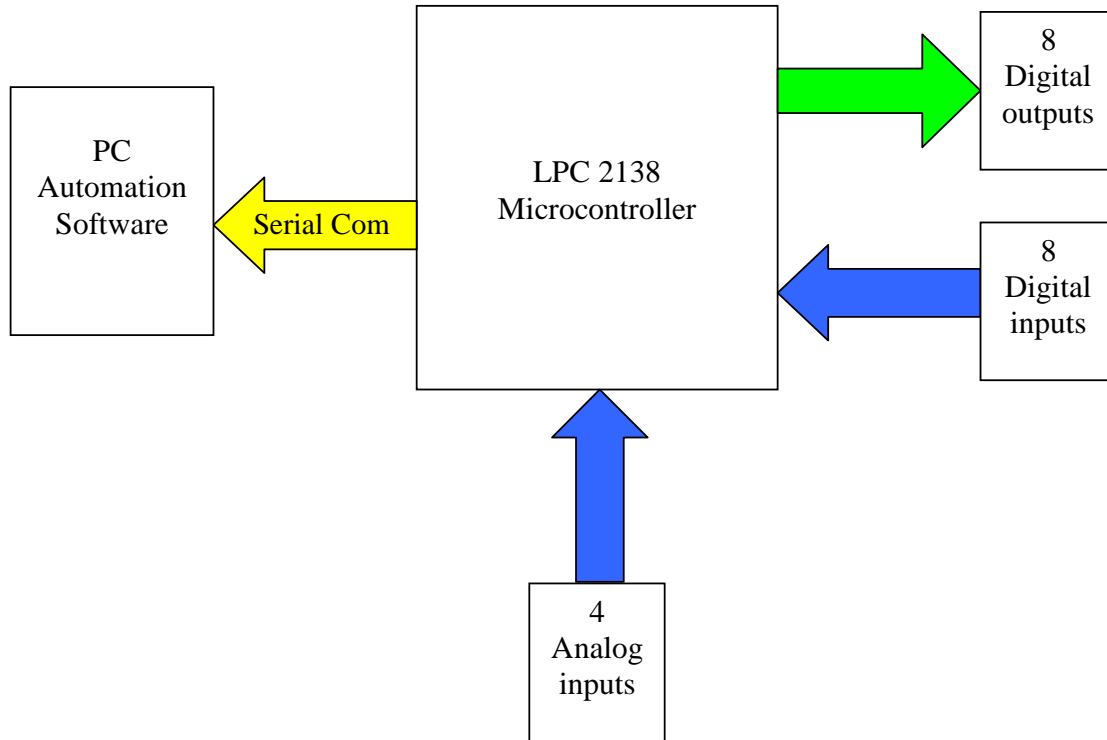 PC
Automation
Software
Serial Com
LPC 2138
Microcontroller
8
Digital
outputs
8
Digital
inputs
4
Analog
inputs